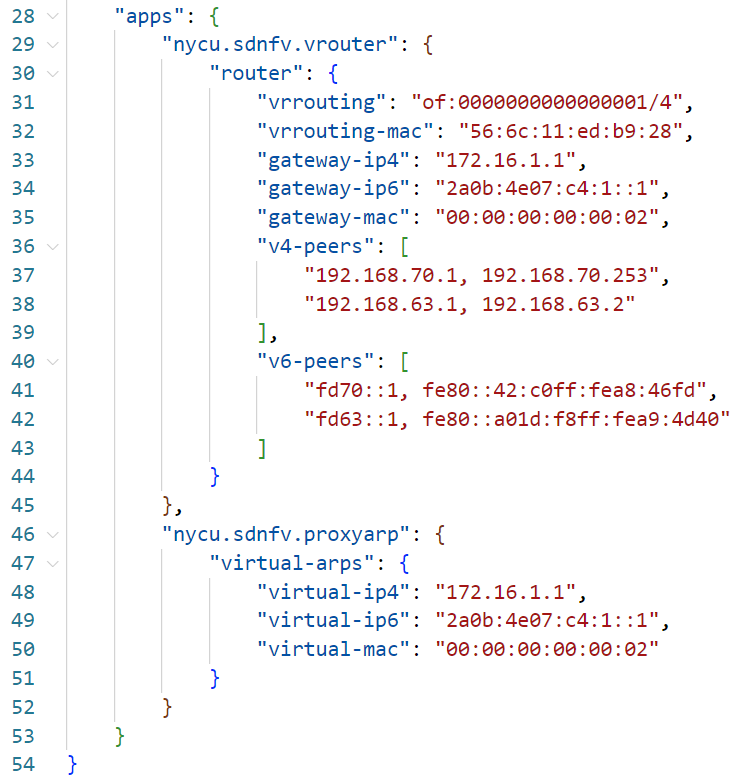 28 "apps": {
29 "nycu.sdnfv.vrouter": {
30 "router": {
31 "vrrouting": "of:0000000000000001/4",
32 "vrrouting-mac": "56:6c:11:ed:b9:28",
33 "gateway-ip4": "172.16.1.1",
34 "gateway-ip6": "2a0b:4e07:c4:1::1",
35 "gateway-mac": "00:00:00:00:00:02",
36 "v4-peers": [
37 "192.168.70.1, 192.168.70.253",
38 "192.168.63.1, 192.168.63.2"
39 ],
40 "v6-peers": [
41 "fd70::1, fe80::42:c0ff:fea8:46fd",
42 "fd63::1, fe80::a01d:f8ff:fea9:4d40"
43 ]
44 }
45 },
46 "nycu.sdnfv.proxyarp": {
47 "virtual-arps": {
48 "virtual-ip4": "172.16.1.1",
49 "virtual-ip6": "2a0b:4e07:c4:1::1",
50 "virtual-mac": "00:00:00:00:00:02"
51 }
52 }
53 }
54 }